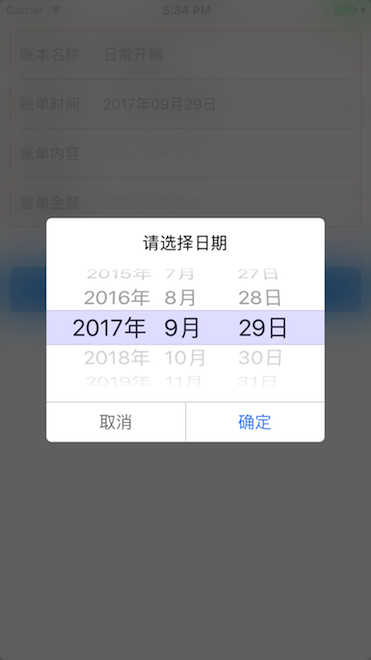 Carrier 5:34 PM
账本名称 日常开销
账单时间 2017年09月29日
账单内容
账单金额
请选择日期
2015年 7月 27日
2016年 8月 28日
2017年 9月 29日
2018年 10月 30日
2019年 11月 31日
取消 确定